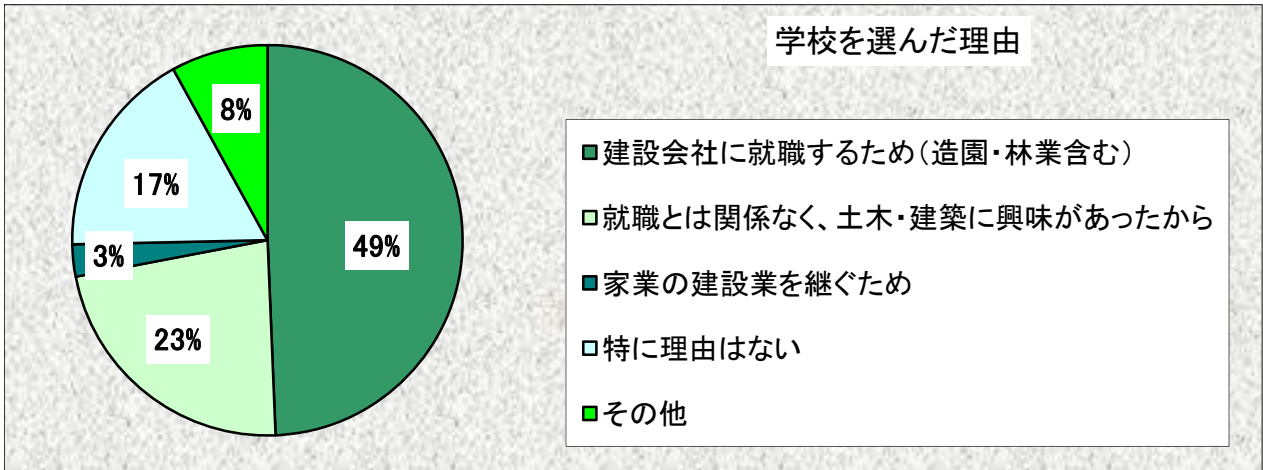 学校を選んだ理由
8%
17%
3%
23%
49%
建設会社に就職するため(造園・林業含む)
就職とは関係なく、土木・建築に興味があったから
家業の建設業を継ぐため
特に理由はない
その他